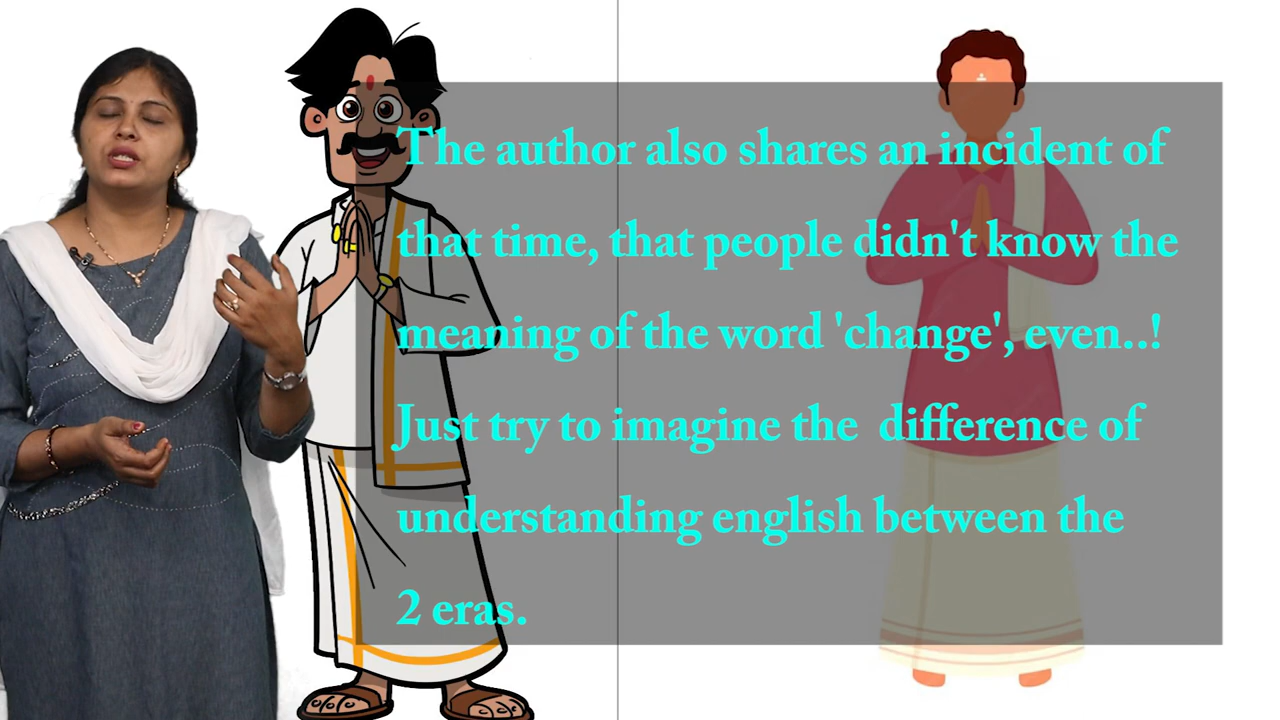 The author also shares an incident of
that time, that people didn't know the
meaning of the word 'change', even..!
Just try to imagine the difference of
understanding english between the
2 eras.